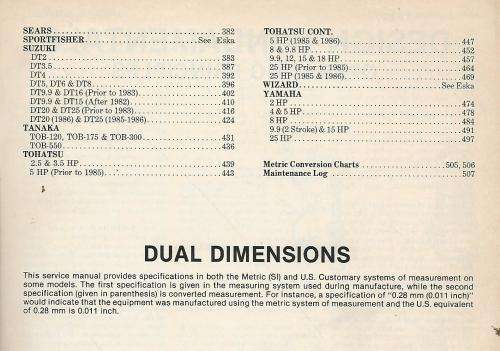 SEARS 382
SPORTFISHER See Eska
SUZUKI
DT2 383
DT3.5 387
DT4 392
DT5, DT6 & DT8 396
DT9.9 & DT16 (Prior to 1983) 402
DT9.9 & DT15 (After 1982) 410
DT20 & DT25 (Prior to 1983) 416
DT20 (1986) & DT25 (1985-1986) 424
TANAKA
TOB-120, TOB-175 & TOB-300 431
TOB-550 436
TOHATSU
2.5 & 3.5 HP 439
5 HP (Prior to 1985) 443
TOHATSU CONT.
5 HP (1985 & 1986) 447
8 & 9.8 HP 452
9.9, 12, 15 & 18 HP 457
25 HP (Prior to 1985) 464
25 HP (1985 & 1986) 469
WIZARD See Eska
YAMAHA
2 HP 474
4 & 5 HP 478
8 HP 484
9.9 (2 Stroke) & 15 HP 491
25 HP 497
Metric Conversion Charts 505, 506
Maintenance Log 507
DUAL DIMENSIONS
This service manual provides specifications in both the Metric (SI) and U.S. Customary systems of measurement on
some models. The first specification is given in the measuring system used during manufacture, while the second
specification (given in parenthesis) is converted measurement. For instance, a specification of "0.28 mm (0.011 inch)"
would indicate that the equipment was manufactured using the metric system of measurement and the U.S. equivalent
of 0.28 mm is 0.011 inch.